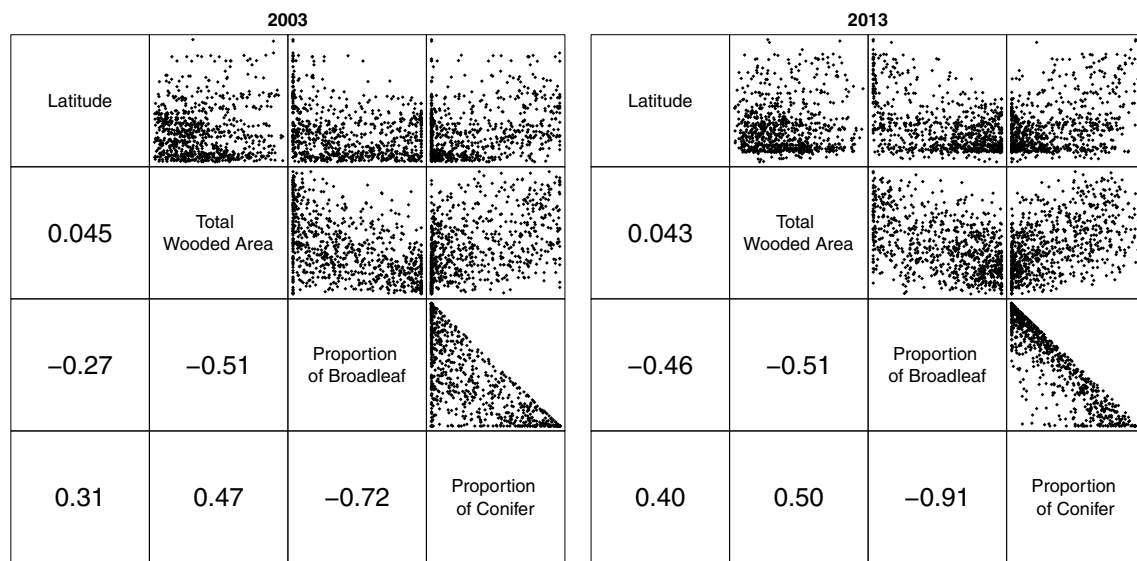 2003
Latitude
0.045
Total
Wooded Area
−0.27
−0.51
Proportion
of Broadleaf
0.31
0.47
−0.72
Proportion
of Conifer
2013
Latitude
0.043
Total
Wooded Area
−0.46
−0.51
Proportion
of Broadleaf
0.40
0.50
−0.91
Proportion
of Conifer